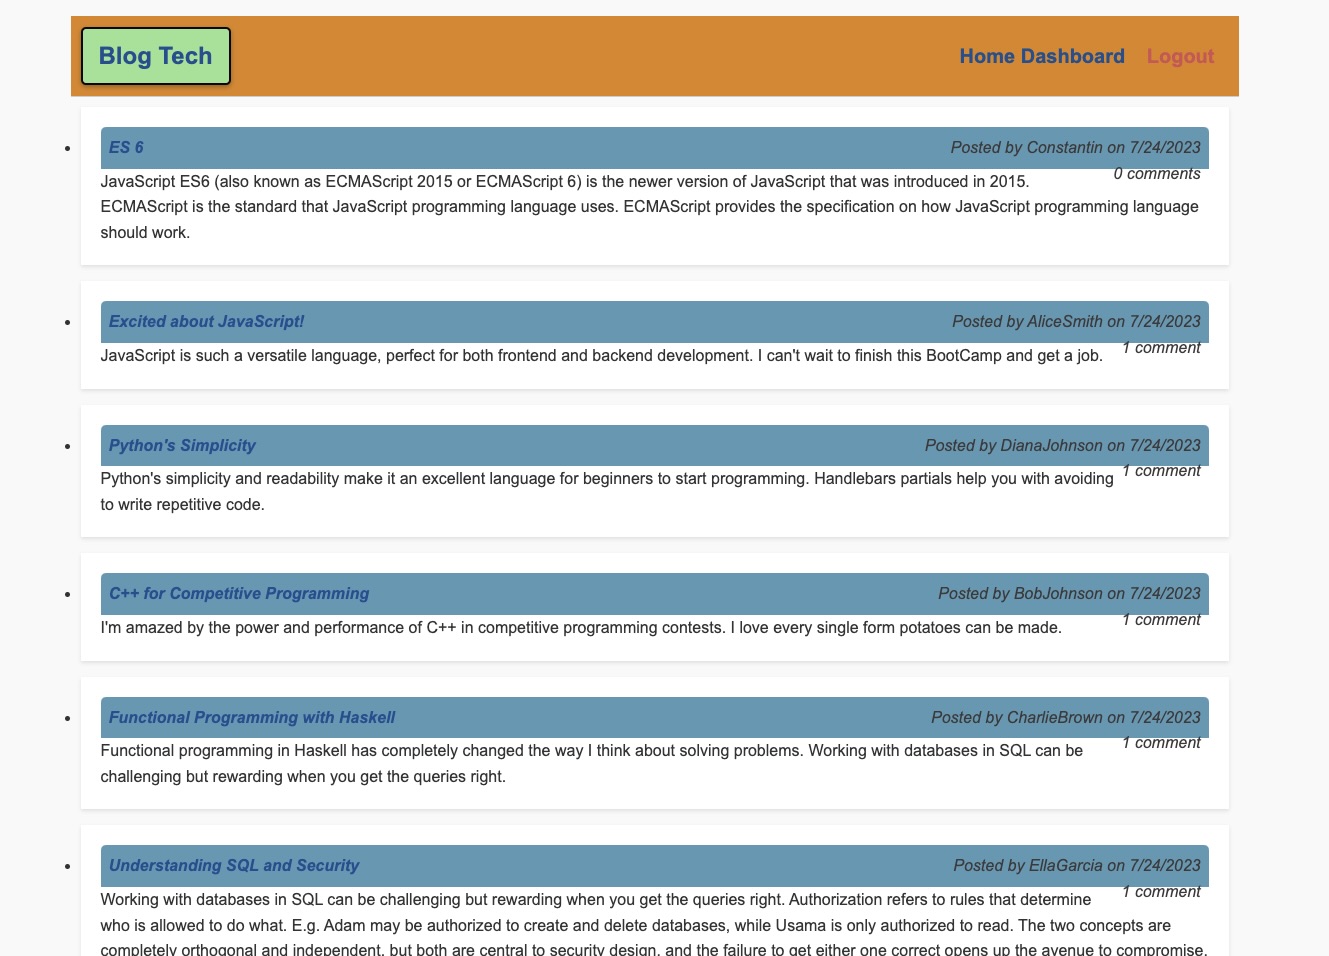 Blog Tech
Home Dashboard Logout
ES 6
Posted by Constantin on 7/24/2023
0 comments
JavaScript ES6 (also known as ECMAScript 2015 or ECMAScript 6) is the newer version of JavaScript that was introduced in 2015.
ECMAScript is the standard that JavaScript programming language uses. ECMAScript provides the specification on how JavaScript programming language
should work.
Excited about JavaScript!
Posted by AliceSmith on 7/24/2023
1 comment
JavaScript is such a versatile language, perfect for both frontend and backend development. I can't wait to finish this BootCamp and get a job.
Python's Simplicity
Posted by DianaJohnson on 7/24/2023
1 comment
Python's simplicity and readability make it an excellent language for beginners to start programming. Handlebars partials help you with avoiding
to write repetitive code.
C++ for Competitive Programming
Posted by BobJohnson on 7/24/2023
1 comment
I'm amazed by the power and performance of C++ in competitive programming contests. I love every single form potatoes can be made.
Functional Programming with Haskell
Posted by CharlieBrown on 7/24/2023
1 comment
Functional programming in Haskell has completely changed the way I think about solving problems. Working with databases in SQL can be
challenging but rewarding when you get the queries right.
Understanding SQL and Security
Posted by EllaGarcia on 7/24/2023
1 comment
Working with databases in SQL can be challenging but rewarding when you get the queries right. Authorization refers to rules that determine
who is allowed to do what. E.g. Adam may be authorized to create and delete databases, while Usama is only authorized to read. The two concepts are
completely orthogonal and independent, but both are central to security design, and the failure to get either one correct opens up the avenue to compromise.